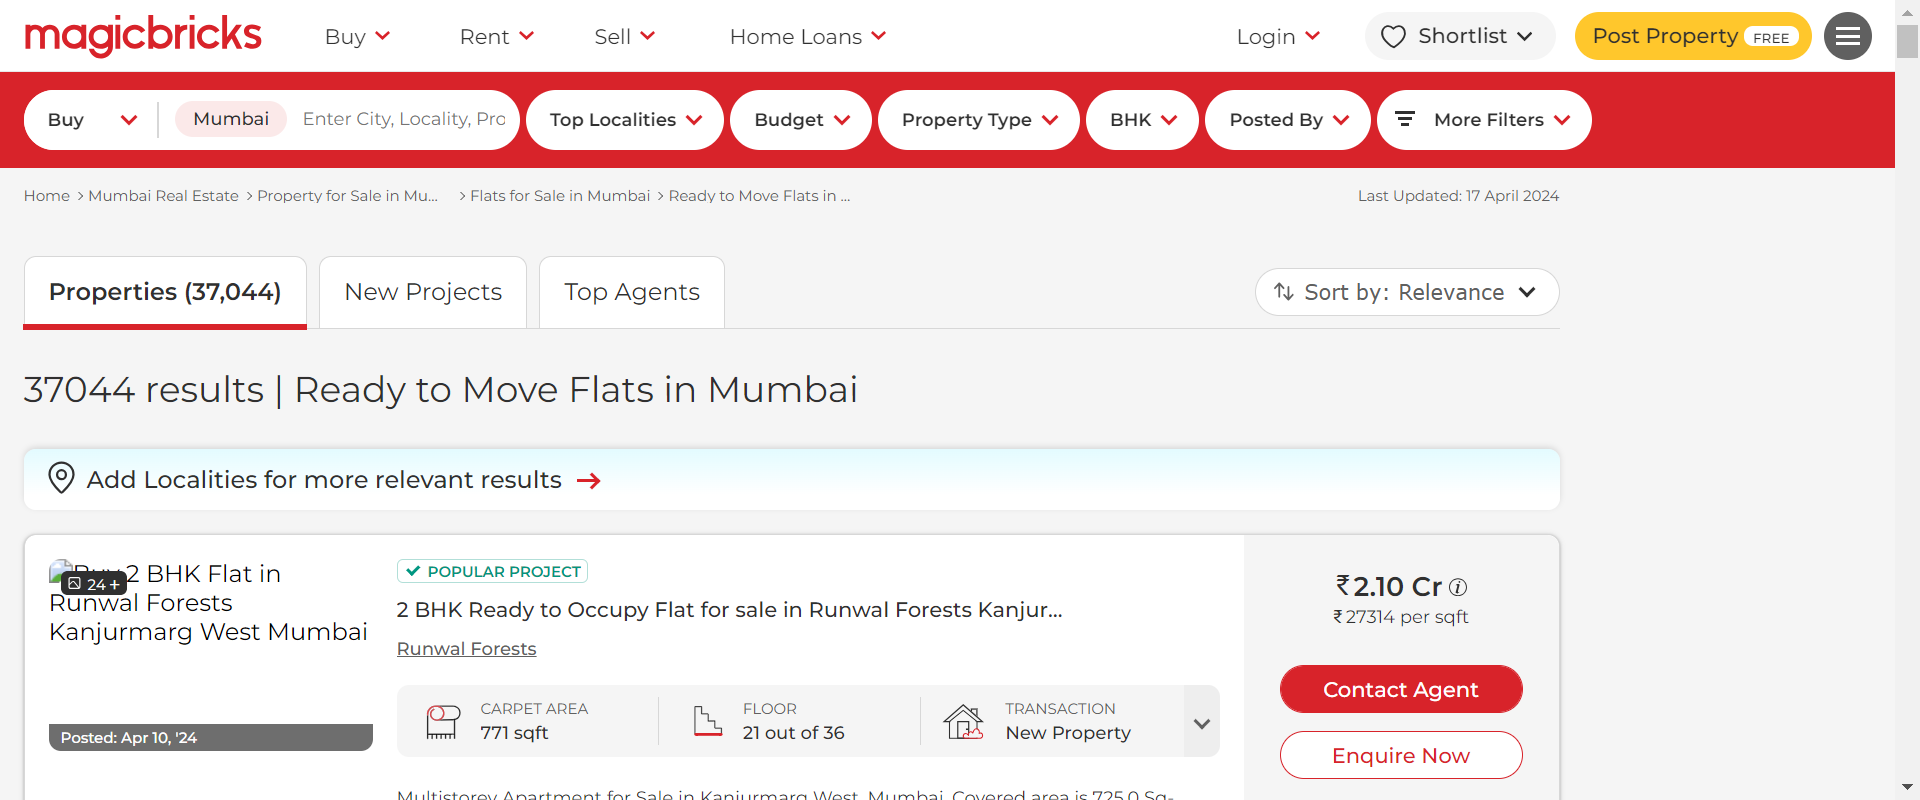 magicbricks Buy Rent Sell Home Loans Login Shortlist Post Property FREE
Buy Mumbai Enter City, Locality, Pro Top Localities Budget Property Type BHK Posted By More Filters
Home > Mumbai Real Estate > Property for Sale in Mu... > Flats for Sale in Mumbai > Ready to Move Flats in ... Last Updated: 17 April 2024
Properties (37,044) New Projects Top Agents Sort by: Relevance
37044 results | Ready to Move Flats in Mumbai
Add Localities for more relevant results
Buy 2 BHK Flat in
Runwal Forests
Kanjurmarg West Mumbai
24+
Posted: Apr 10, '24
POPULAR PROJECT
2 BHK Ready to Occupy Flat for sale in Runwal Forests Kanjur...
Runwal Forests
CARPET AREA
771 sqft
FLOOR
21 out of 36
TRANSACTION
New Property
Multistorey Apartment for Sale in Kanjurmarg West, Mumbai. Covered area is 725.0 Sq-
₹2.10 Cr
₹27314 per sqft
Contact Agent
Enquire Now